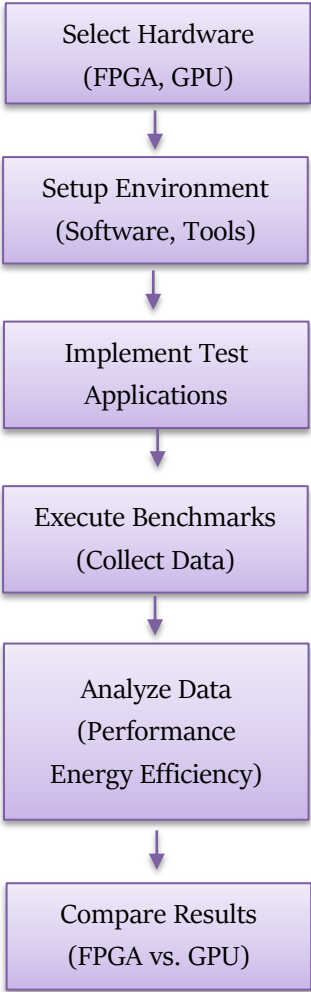 Select Hardware
(FPGA, GPU)
Setup Environment
(Software, Tools)
Implement Test
Applications
Execute Benchmarks
(Collect Data)
Analyze Data
(Performance
Energy Efficiency)
Compare Results
(FPGA vs. GPU)